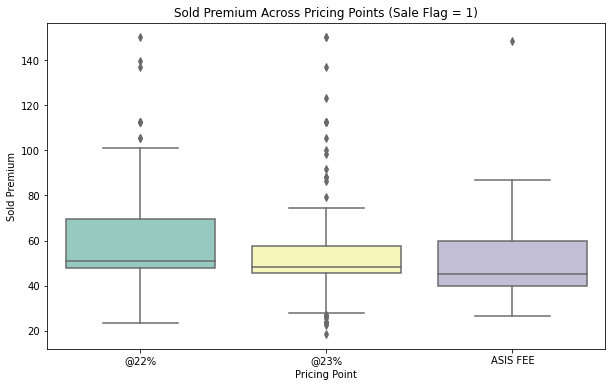 Sold Premium Across Pricing Points (Sale Flag = 1)
140
120
100
80
60
40
20
Sold Premium
@22%
@23%
ASIS FEE
Pricing Point